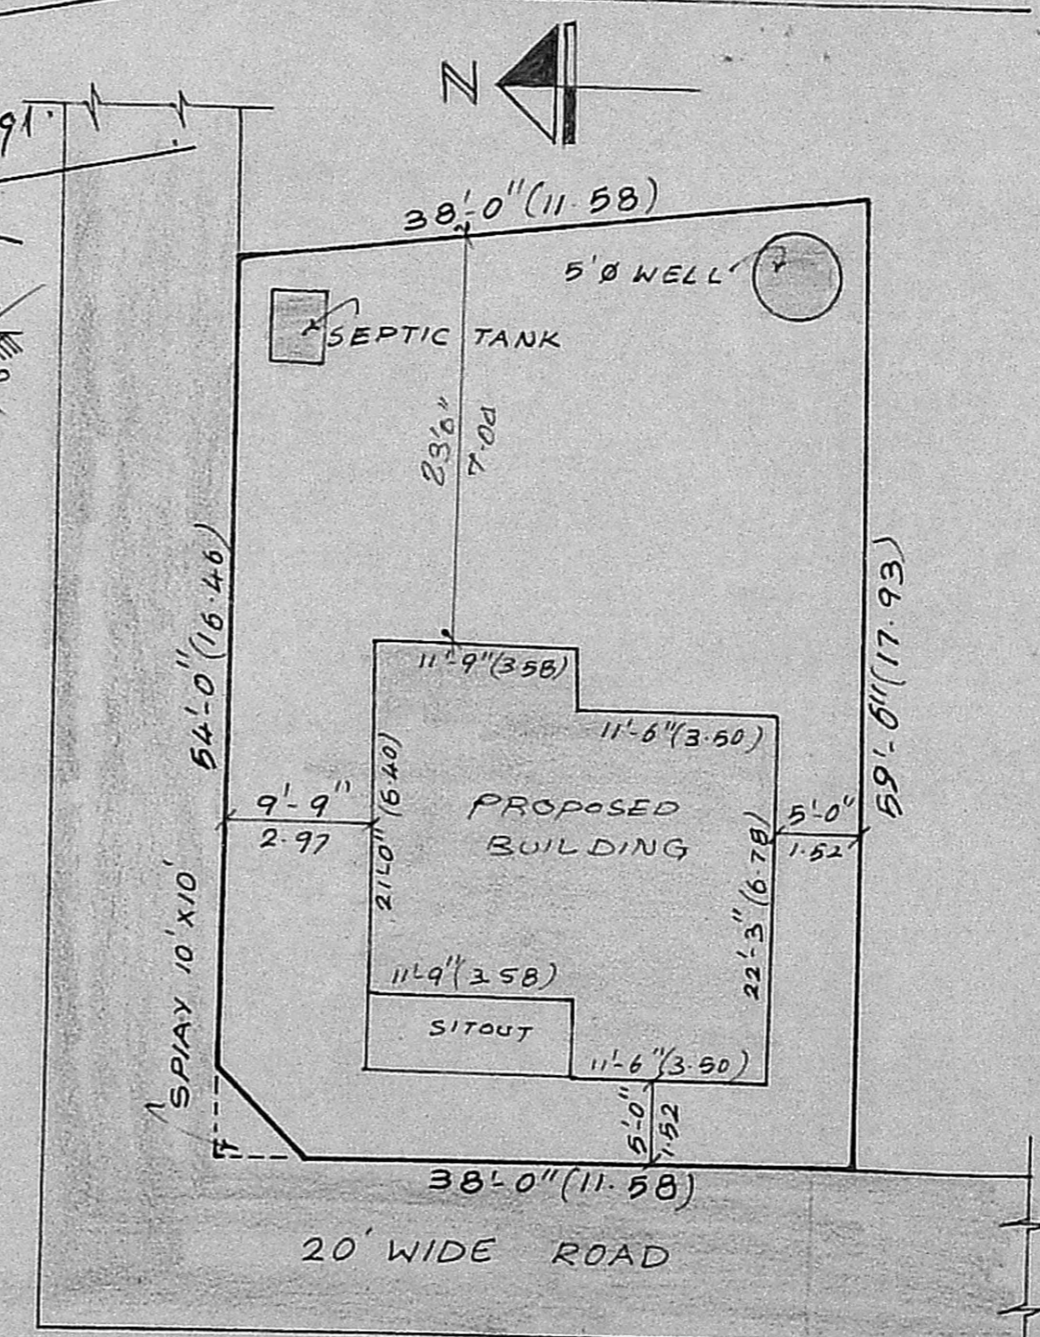 N
91.
38'-0"(11.58)
5'Ø WELL
SEPTIC TANK
23'0"
7.00
54'-0"(16.46)
59'-6"(17.93)
11'-9"(3.58)
11'-6"(3.50)
9'-9"
2.97
21'-0"(6.40)
PROPOSED
BUILDING
5'-0"
1.52
22'-3"(6.78)
11'-9"(3.58)
SITOUT
11'-6"(3.50)
SPLAY 10'X10'
5'-0"
1.52
38'-0"(11.58)
20' WIDE ROAD